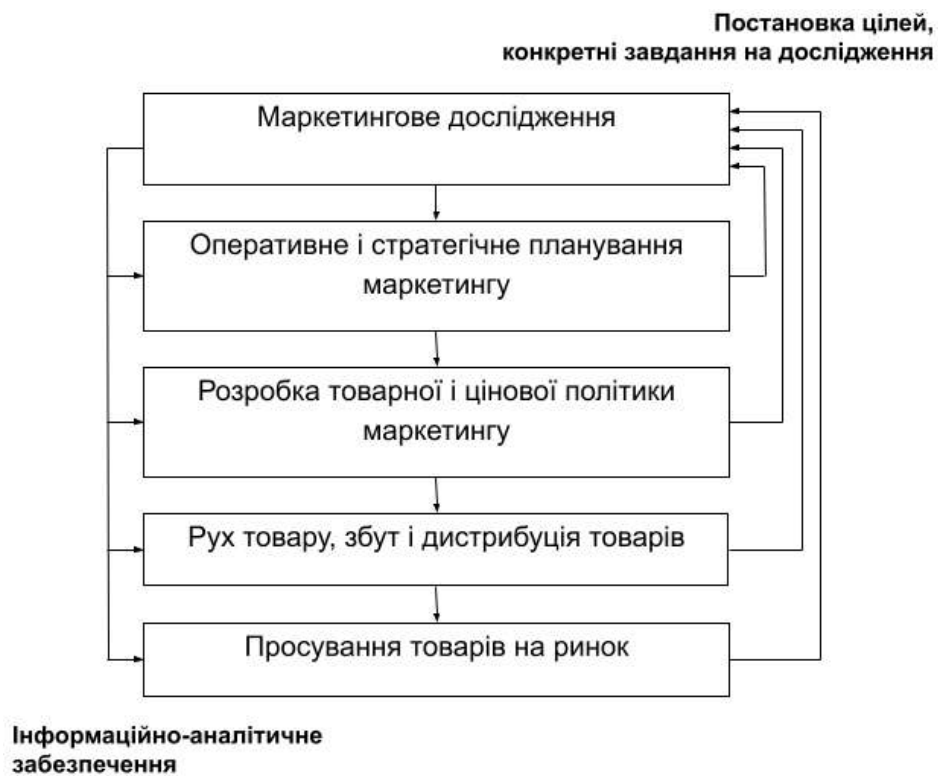 Постановка цілей,
конкретні завдання на дослідження
Маркетингове дослідження
Оперативне і стратегічне планування
маркетингу
Розробка товарної і цінової політики
маркетингу
Рух товару, збут і дистрибуція товарів
Просування товарів на ринок
Інформаційно-аналітичне
забезпечення